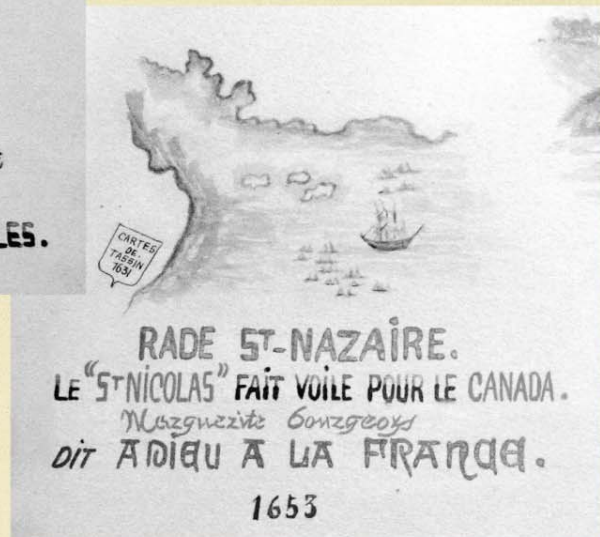 LES.
CARTES
DE
TASSIN
1631
RADE ST-NAZAIRE.
LE "ST NICOLAS" FAIT VOILE POUR LE CANADA.
Marguerite Bourgeoys
DIT ADIEU A LA FRANCE.
1653